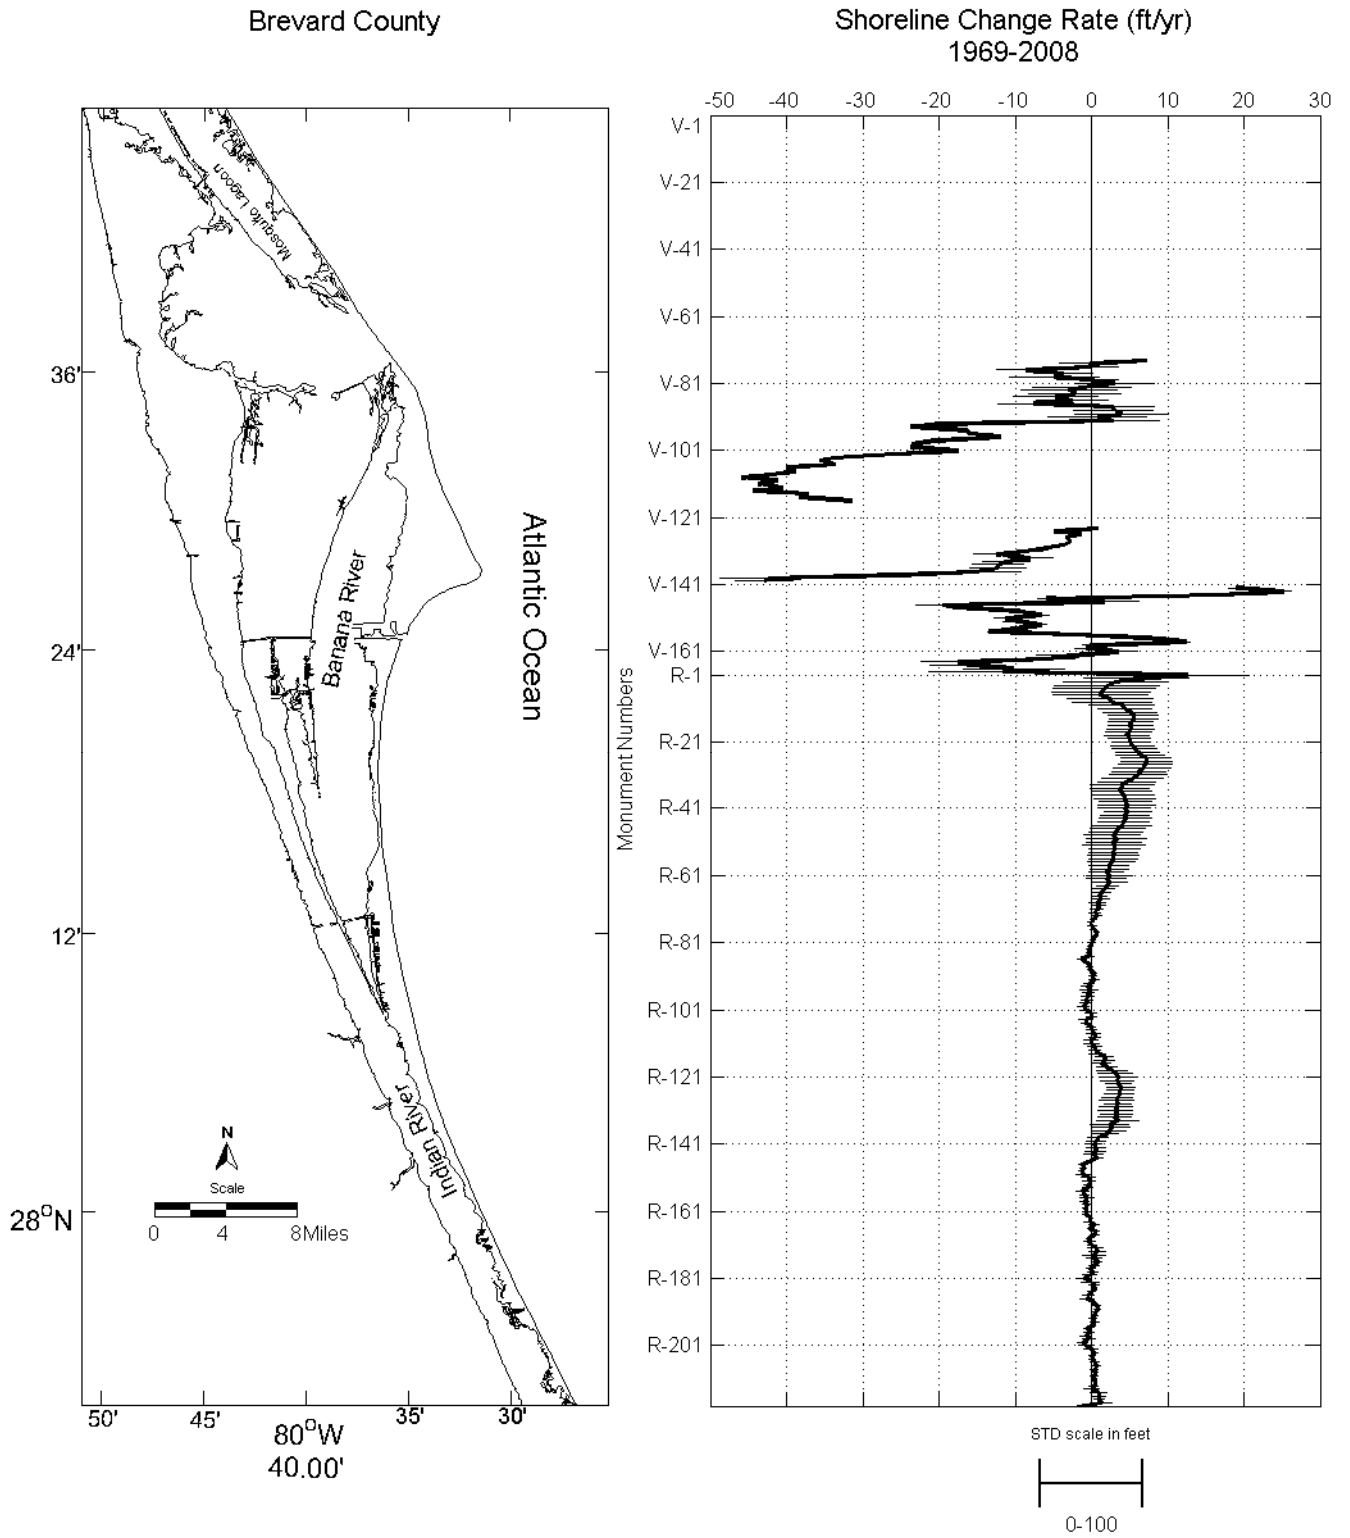 Brevard County
Mosquito Lagoon
36'
Banana River
Atlantic Ocean
24'
12'
Indian River
N
Scale
0 4 8Miles
28°N
50' 45' 35' 30'
80°W
40.00'
Shoreline Change Rate (ft/yr)
1969-2008
-50 -40 -30 -20 -10 0 10 20 30
Monument Numbers
V-1
V-21
V-41
V-61
V-81
V-101
V-121
V-141
V-161
R-1
R-21
R-41
R-61
R-81
R-101
R-121
R-141
R-161
R-181
R-201
STD scale in feet
0-100